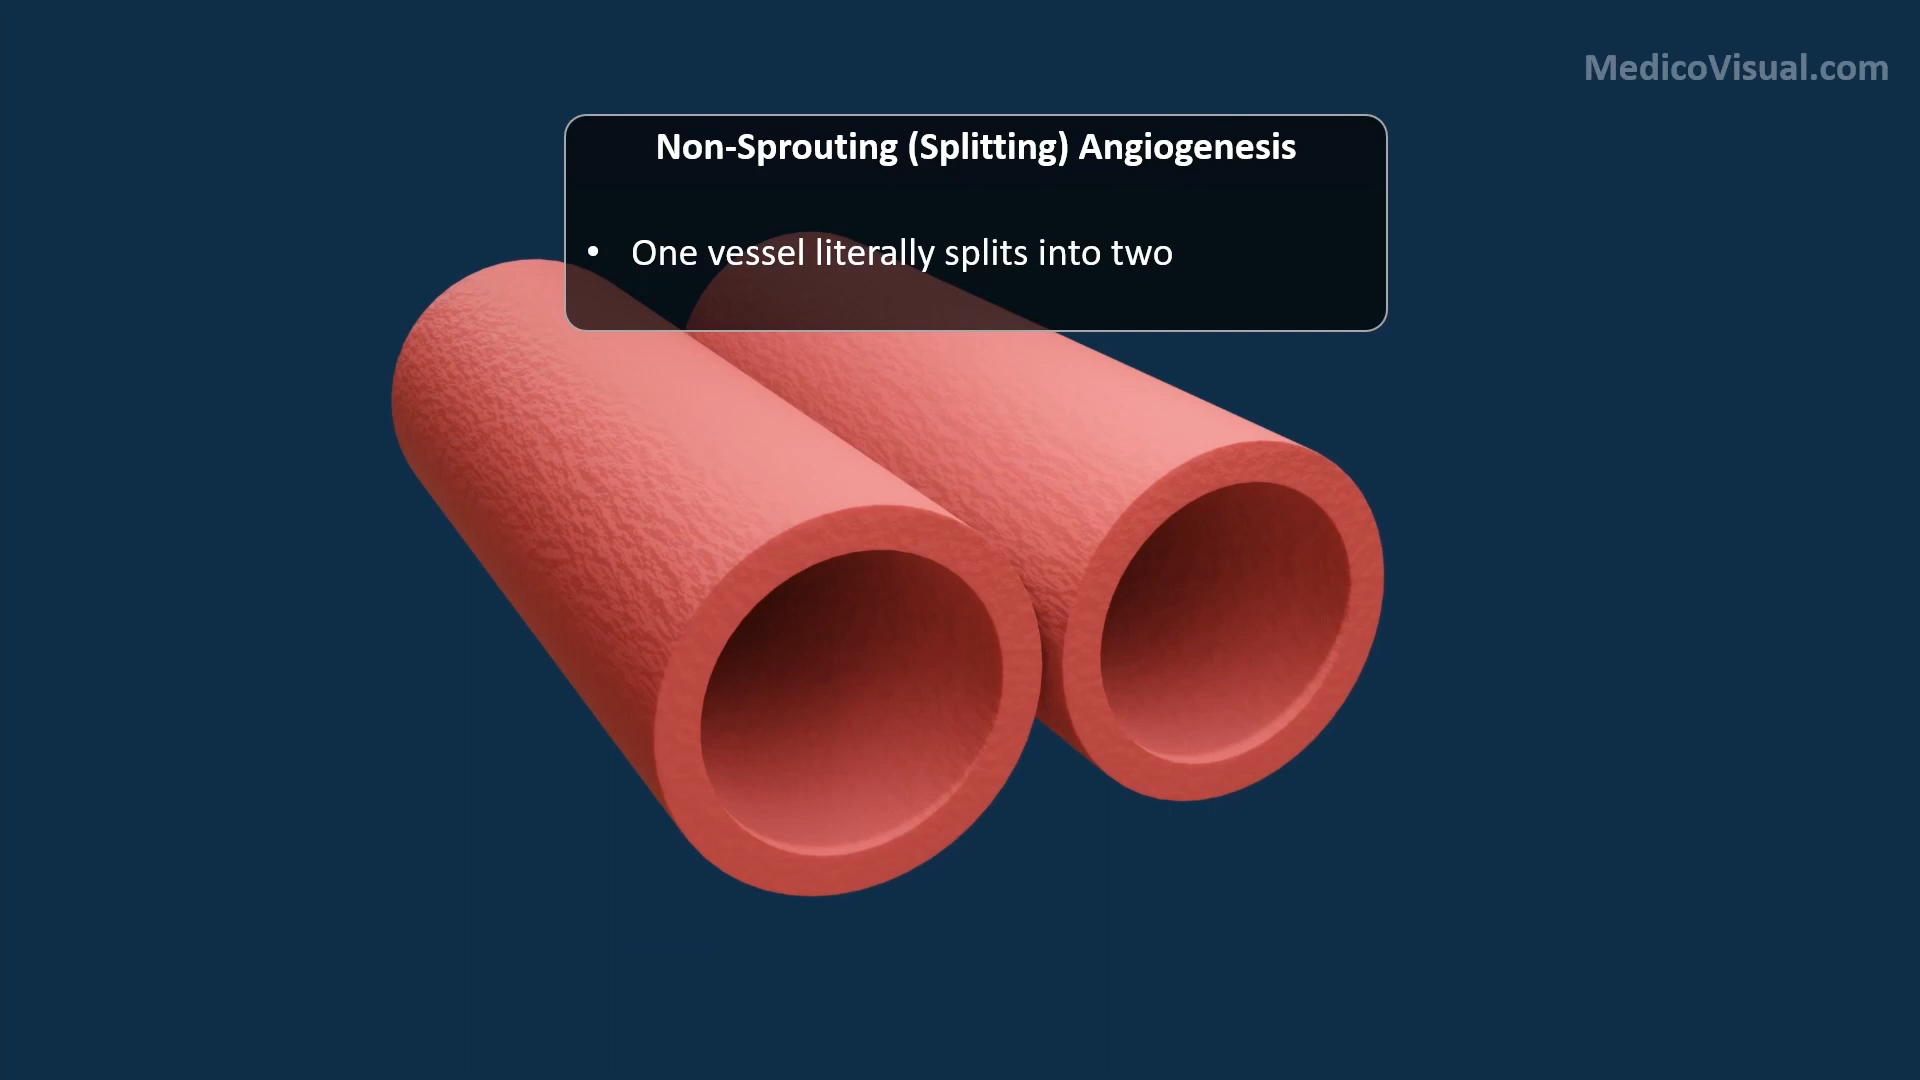 MedicoVisual.com
Non-Sprouting (Splitting) Angiogenesis
• One vessel literally splits into two